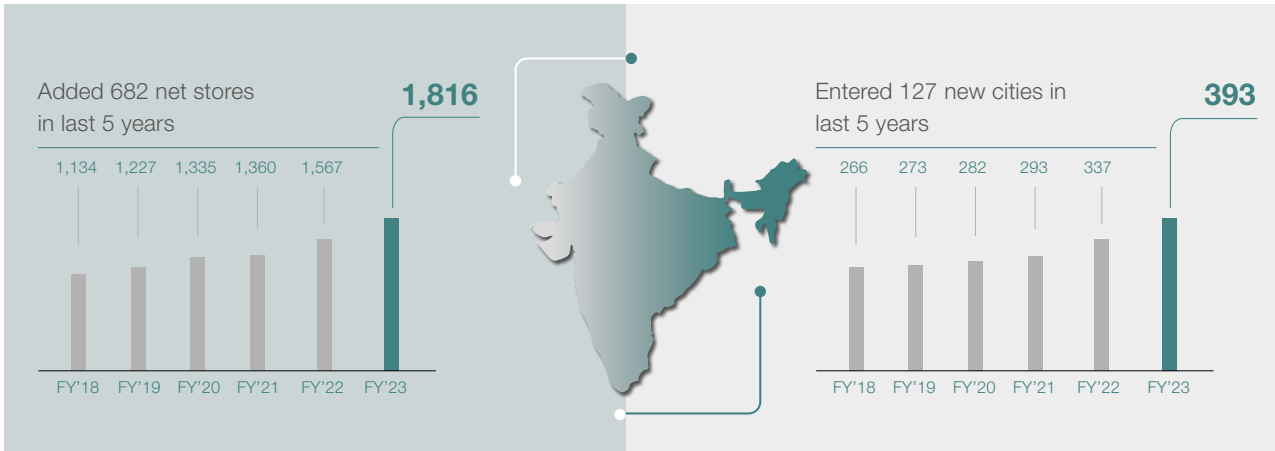 Added 682 net stores
in last 5 years
1,816
1,134 1,227 1,335 1,360 1,567
FY'18 FY'19 FY'20 FY'21 FY'22 FY'23
Entered 127 new cities in
last 5 years
393
266 273 282 293 337
FY'18 FY'19 FY'20 FY'21 FY'22 FY'23